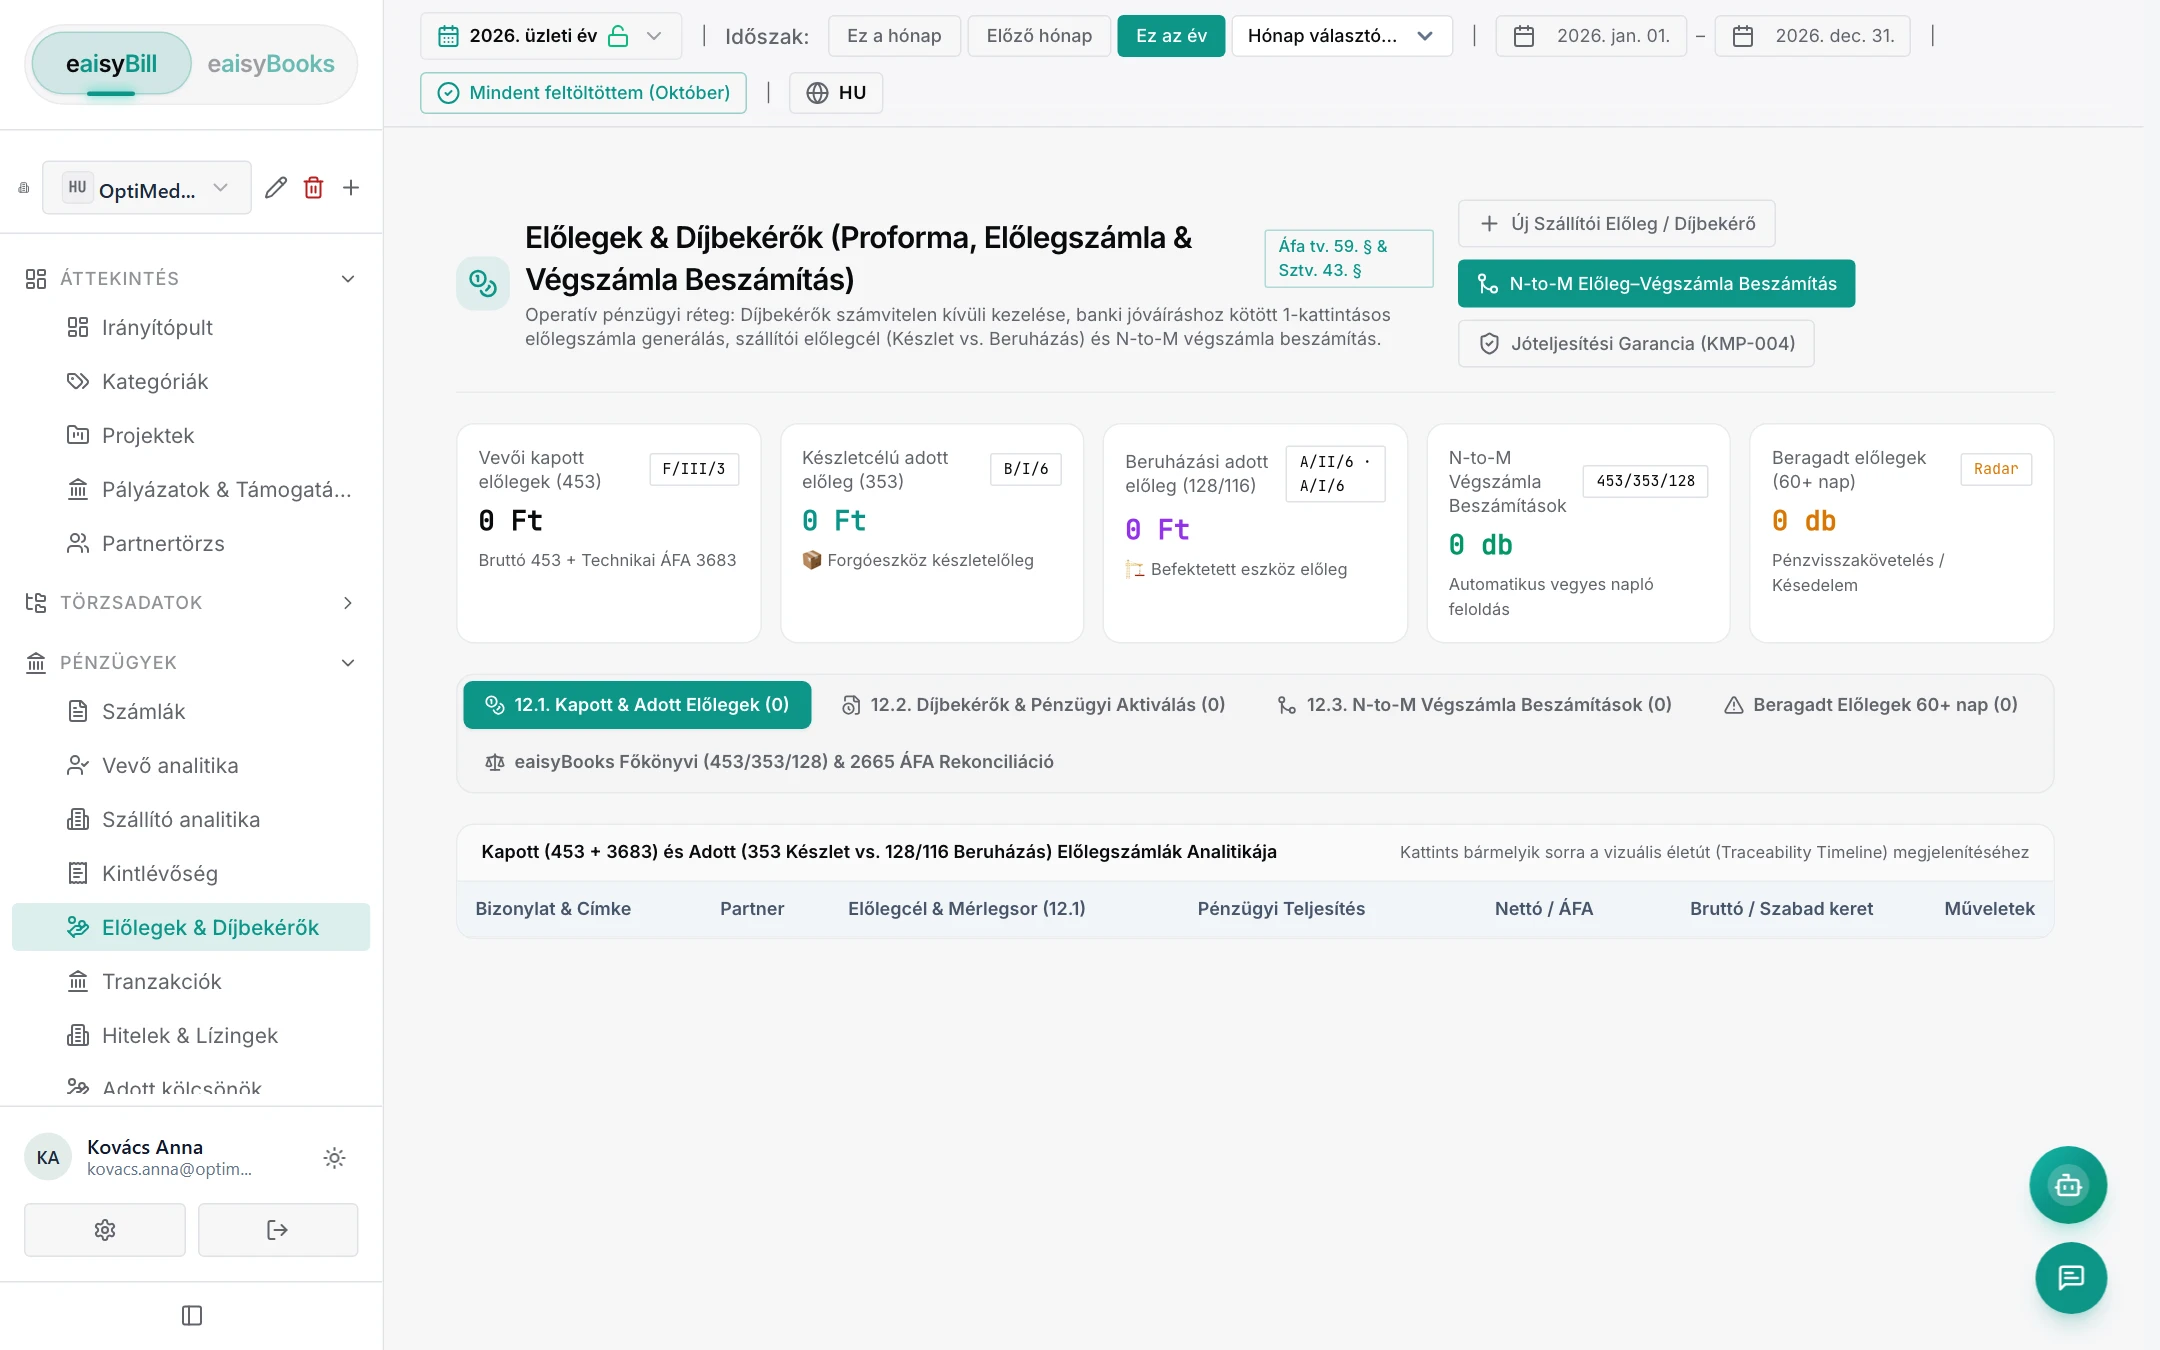 eaisyBill
eaisyBooks
HU OptiMed...
ÁTTEKINTÉS
Irányítópult
Kategóriák
Projektek
Pályázatok & Támogatá...
Partnertörzs
TÖRZSADATOK
PÉNZÜGYEK
Számlák
Vevő analitika
Szállító analitika
Kintlévőség
Előlegek & Díjbekérők
Tranzakciók
Hitelek & Lízingek
Adott kölcsönök
KA
Kovács Anna
kovacs.anna@optim...
2026. üzleti év
Időszak:
Ez a hónap
Előző hónap
Ez az év
Hónap választó...
2026. jan. 01.
–
2026. dec. 31.
Mindent feltöltöttem (Október)
HU
Előlegek & Díjbekérők (Proforma, Előlegszámla &
Végszámla Beszámítás)
Áfa tv. 59. § &
Sztv. 43. §
Operatív pénzügyi réteg: Díjbekérők számvitelen kívüli kezelése, banki jóváíráshoz kötött 1-kattintásos
előlegszámla generálás, szállítói előlegcél (Készlet vs. Beruházás) és N-to-M végszámla beszámítás.
Új Szállítói Előleg / Díjbekérő
N-to-M Előleg–Végszámla Beszámítás
Jóteljesítési Garancia (KMP-004)
Vevői kapott
előlegek (453)
F/III/3
0 Ft
Bruttó 453 + Technikai ÁFA 3683
Készletcélú adott
előleg (353)
B/I/6
0 Ft
📦 Forgóeszköz készletelőleg
Beruházási adott
előleg (128/116)
A/II/6 ·
A/I/6
0 Ft
🏗️ Befektetett eszköz előleg
N-to-M
Végszámla
Beszámítások
453/353/128
0 db
Automatikus vegyes napló
feloldás
Beragadt előlegek
(60+ nap)
Radar
0 db
Pénzvisszakövetelés /
Késedelem
12.1. Kapott & Adott Előlegek (0)
12.2. Díjbekérők & Pénzügyi Aktiválás (0)
12.3. N-to-M Végszámla Beszámítások (0)
Beragadt Előlegek 60+ nap (0)
eaisyBooks Főkönyvi (453/353/128) & 2665 ÁFA Rekonciliáció
Kapott (453 + 3683) és Adott (353 Készlet vs. 128/116 Beruházás) Előlegszámlák Analitikája
Kattints bármelyik sorra a vizuális életút (Traceability Timeline) megjelenítéséhez
Bizonylat & Címke
Partner
Előlegcél & Mérlegsor (12.1)
Pénzügyi Teljesítés
Nettó / ÁFA
Bruttó / Szabad keret
Műveletek